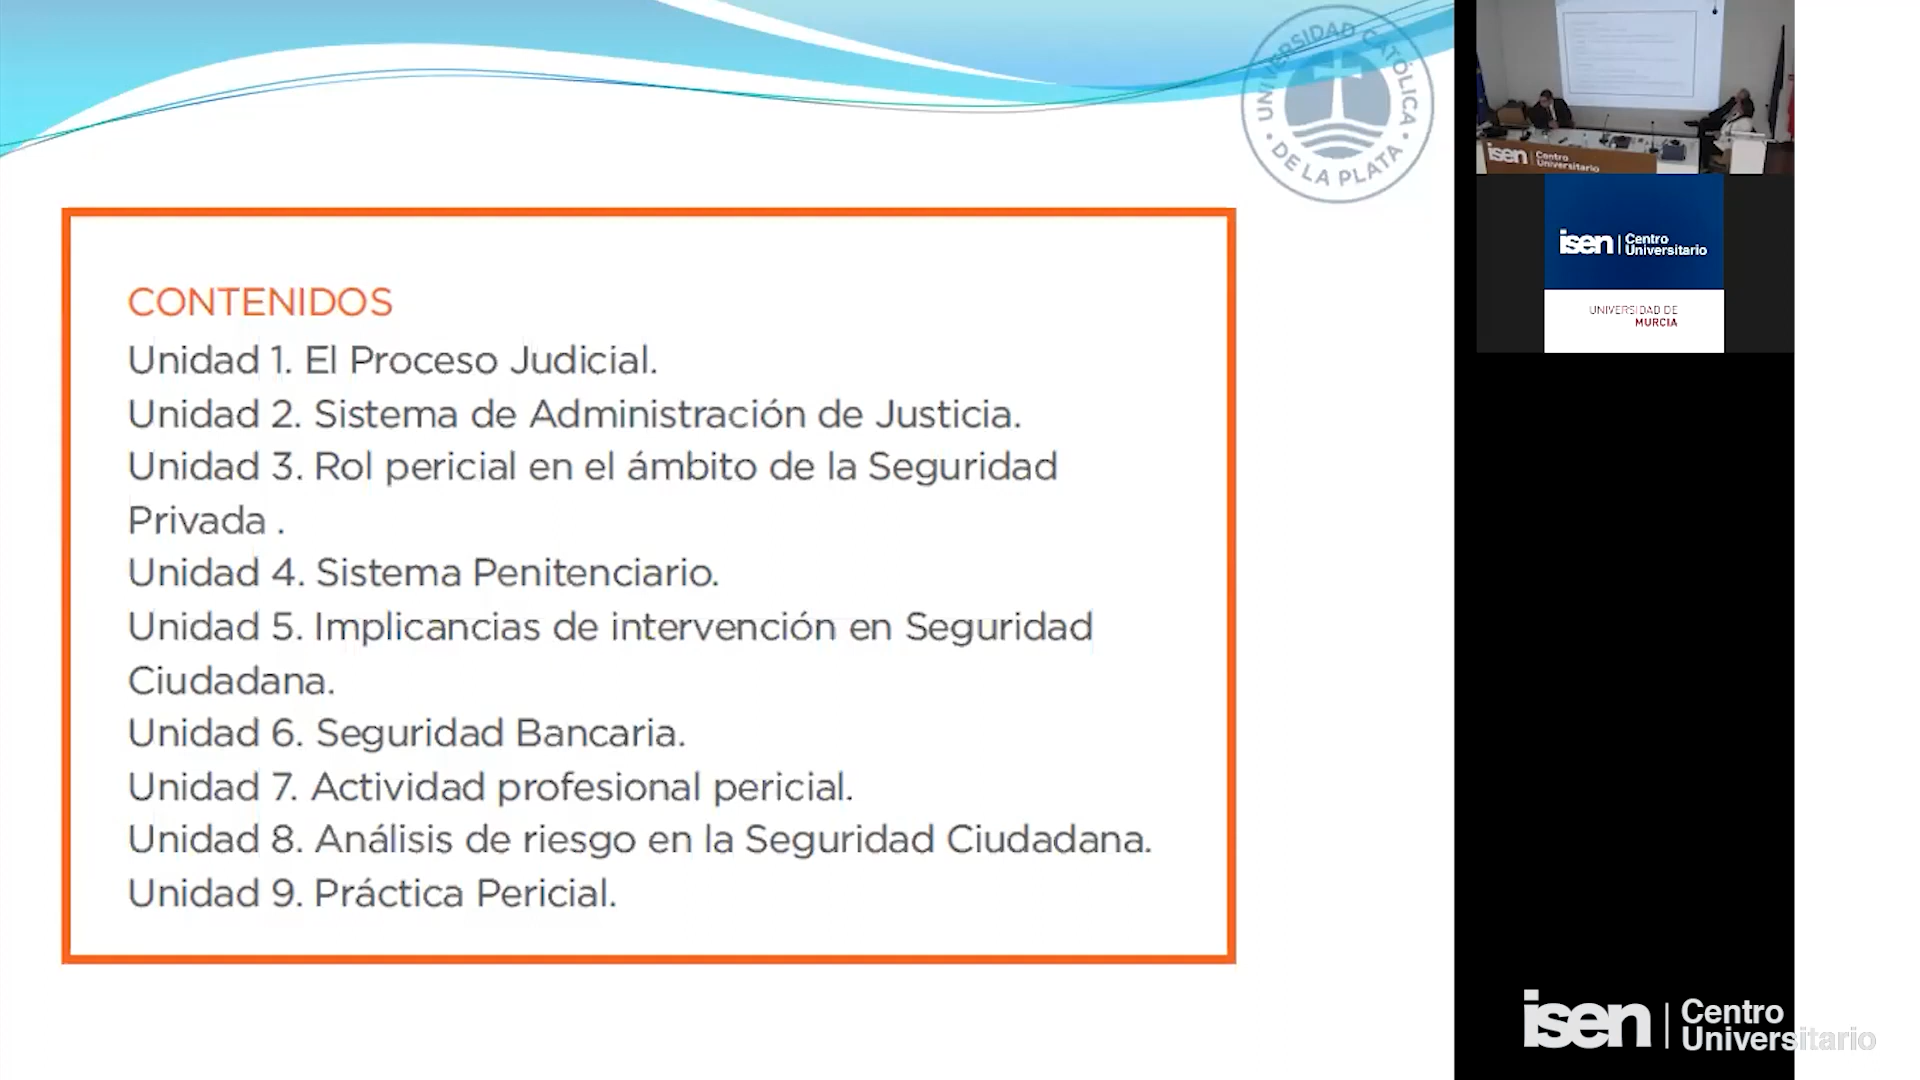 UNIVERSIDAD CATÓLICA
DE LA PLATA
CONTENIDOS
Unidad 1. El Proceso Judicial.
Unidad 2. Sistema de Administración de Justicia.
Unidad 3. Rol pericial en el ámbito de la Seguridad
Privada .
Unidad 4. Sistema Penitenciario.
Unidad 5. Implicancias de intervención en Seguridad
Ciudadana.
Unidad 6. Seguridad Bancaria.
Unidad 7. Actividad profesional pericial.
Unidad 8. Análisis de riesgo en la Seguridad Ciudadana.
Unidad 9. Práctica Pericial.
isen Centro
Universitario
isen Centro
Universitario
UNIVERSIDAD DE
MURCIA
isen Centro
Universitario